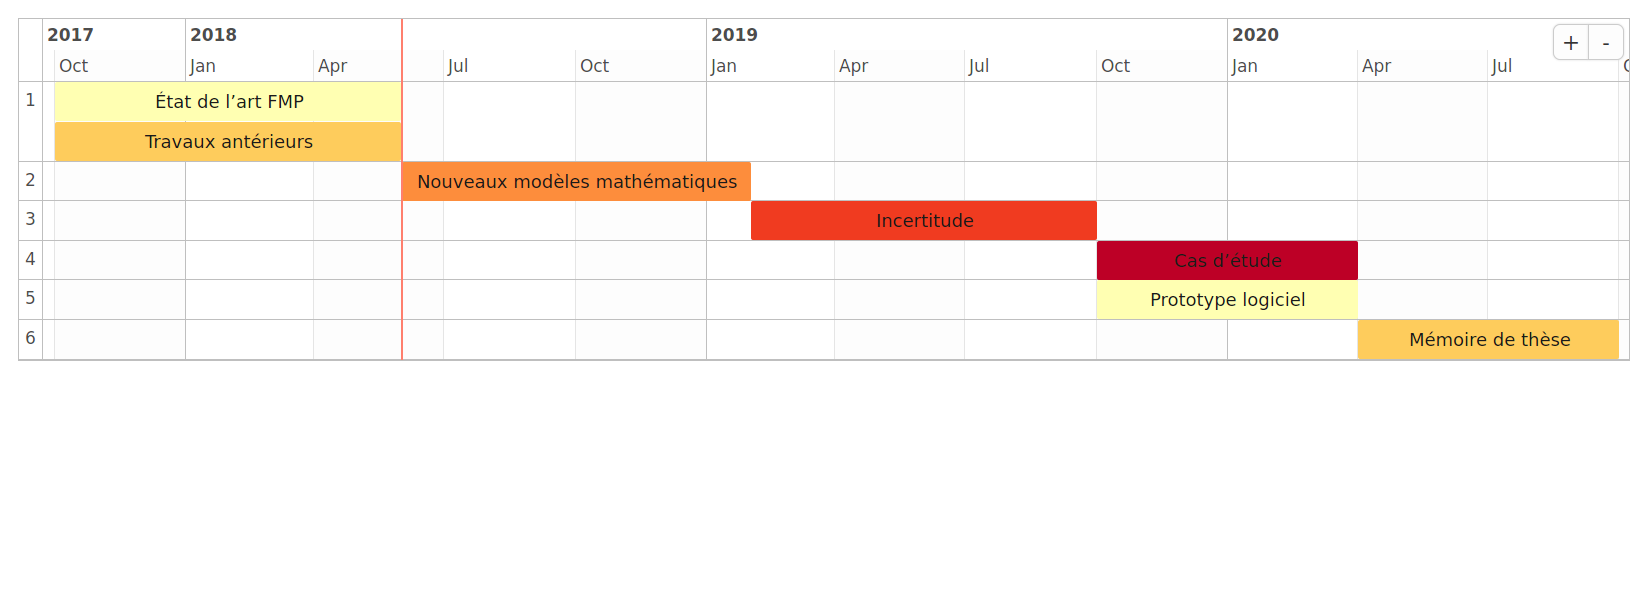 2017 2018 2019 2020
Oct Jan Apr Jul Oct Jan Apr Jul Oct Jan Apr Jul
+ -
1 État de l’art FMP
Travaux antérieurs
2 Nouveaux modèles mathématiques
3 Incertitude
4 Cas d’étude
5 Prototype logiciel
6 Mémoire de thèse